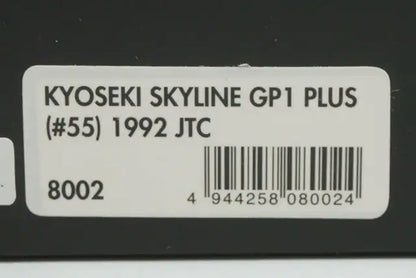 KYOSEKI SKYLINE GP1 PLUS
(#55) 1992 JTC
8002
4 944258 080024